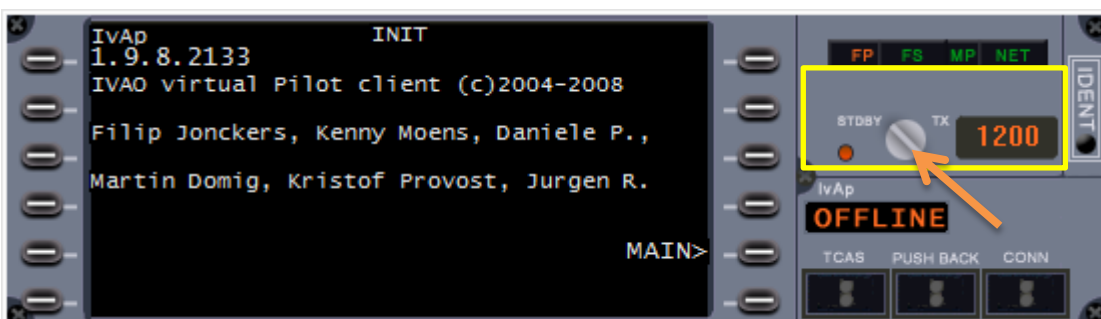 IvAp INIT
1.9.8.2133
IVAO virtual Pilot client (c)2004-2008
Filip Jonckers, Kenny Moens, Daniele P.,
Martin Domig, Kristof Provost, Jurgen R.
MAIN>
FP FS MP NET
IDENT
STDBY TX 1200
IvAp
OFFLINE
TCAS PUSH BACK CONN